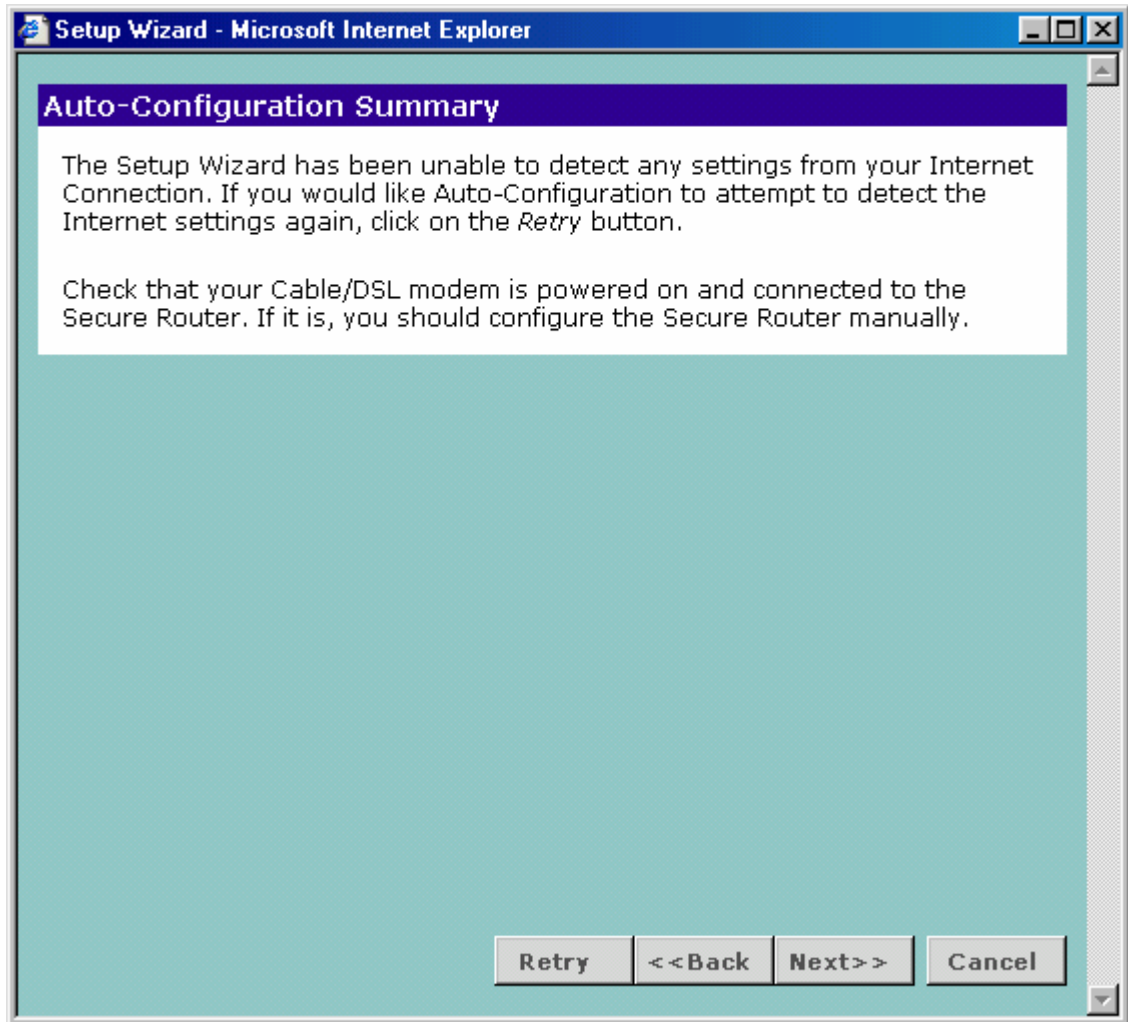 Setup Wizard - Microsoft Internet Explorer
Auto-Configuration Summary
The Setup Wizard has been unable to detect any settings from your Internet
Connection. If you would like Auto-Configuration to attempt to detect the
Internet settings again, click on the Retry button.
Check that your Cable/DSL modem is powered on and connected to the
Secure Router. If it is, you should configure the Secure Router manually.
Retry <<Back Next>> Cancel